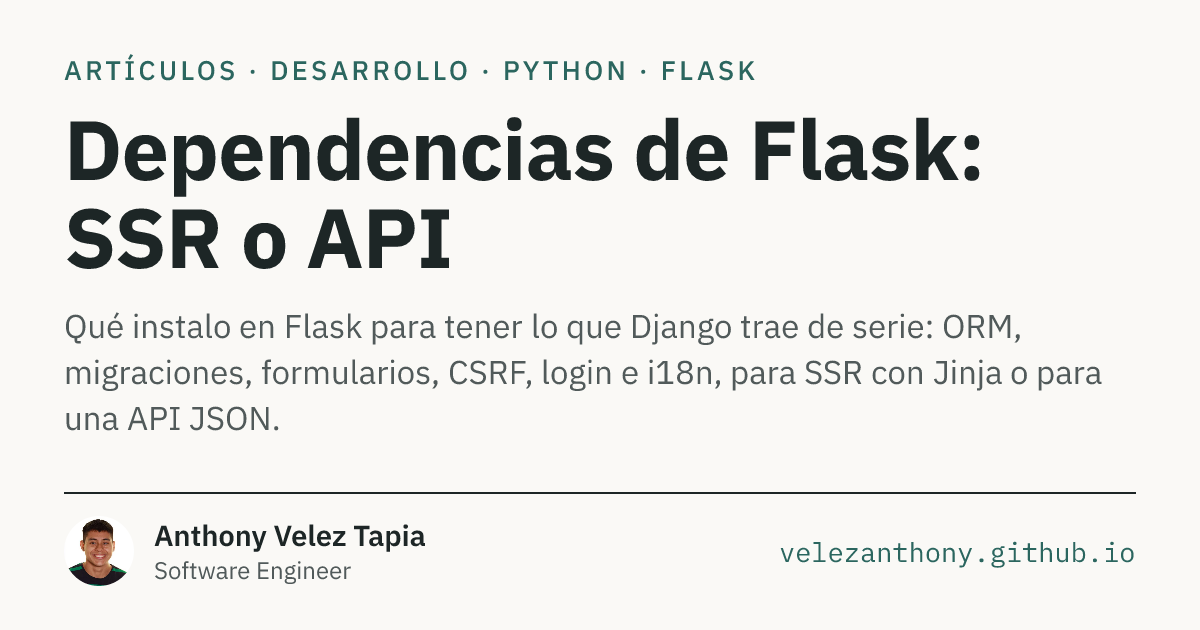 ARTÍCULOS · DESARROLLO · PYTHON · FLASK
Dependencias de Flask:
SSR o API
Qué instalo en Flask para tener lo que Django trae de serie: ORM,
migraciones, formularios, CSRF, login e i18n, para SSR con Jinja o para
una API JSON.
Anthony Velez Tapia
Software Engineer
velezanthony.github.io